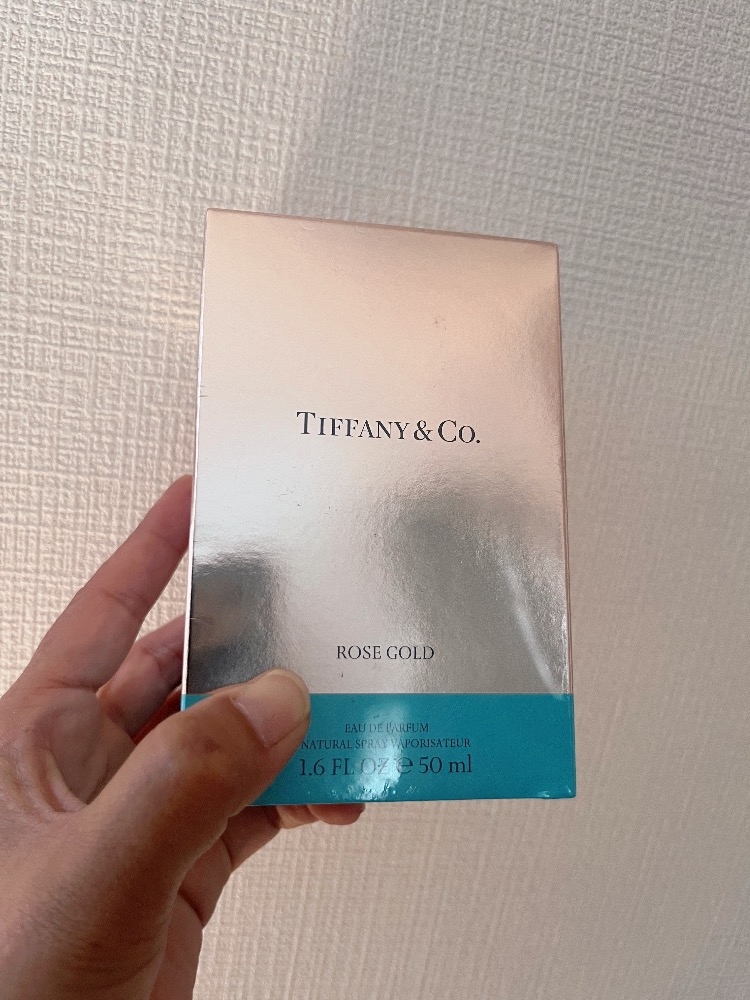 TIFFANY & CO.
ROSE GOLD
EAU DE PARFUM
NATURAL SPRAY VAPORISATEUR
1.6 FL OZ ℮ 50 ml